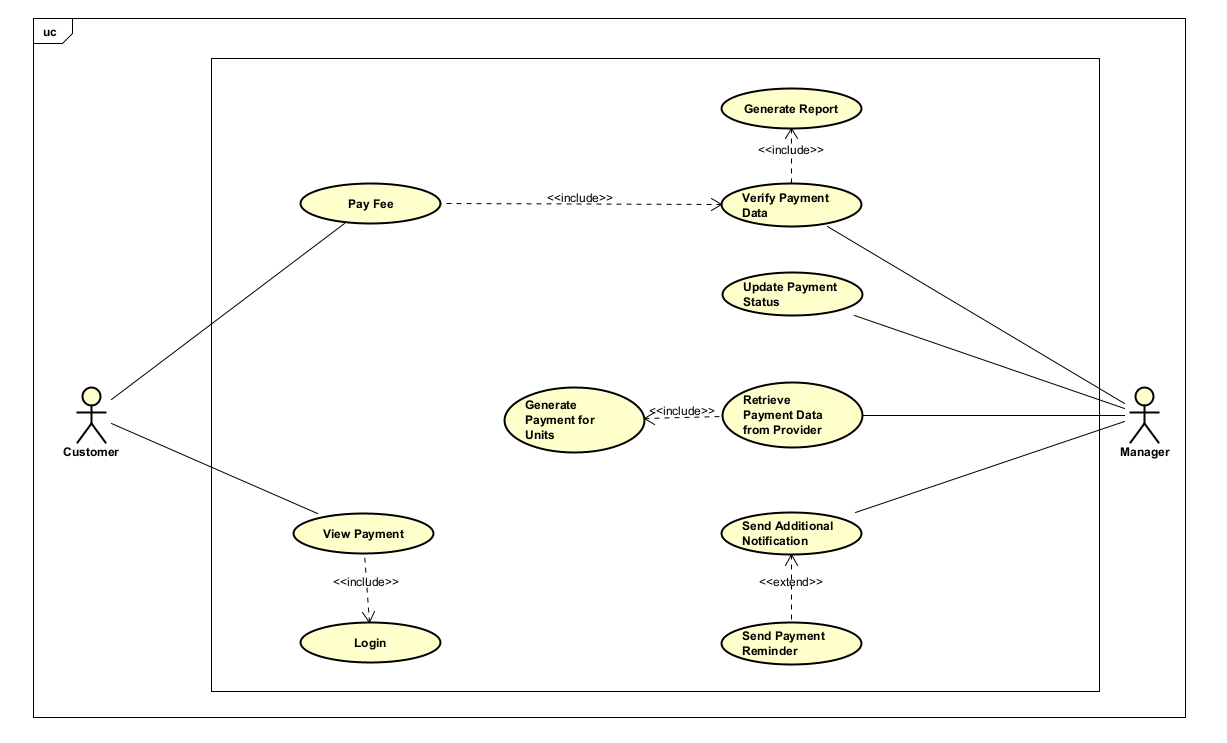 uc
Generate Report
<<include>>
Pay Fee
<<include>>
Verify Payment
Data
Update Payment
Status
Generate
Payment for
Units
<<include>>
Retrieve
Payment Data
from Provider
Customer
Manager
View Payment
Send Additional
Notification
<<include>>
<<extend>>
Login
Send Payment
Reminder